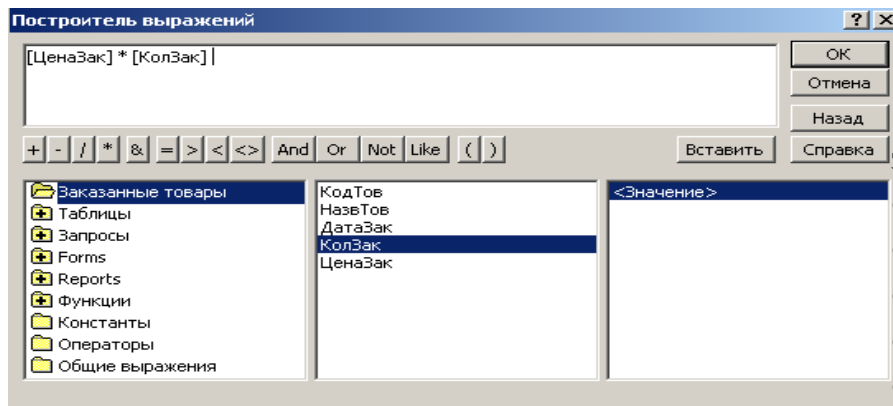 Построитель выражений
? ×
[ЦенаЗак] * [КолЗак]
ОК
Отмена
Назад
+ - / * & = > < <> And Or Not Like ( ) Вставить Справка
Заказанные товары
Таблицы
Запросы
Forms
Reports
Функции
Константы
Операторы
Общие выражения
КодТов
НазвТов
ДатаЗак
КолЗак
ЦенаЗак
<Значение>